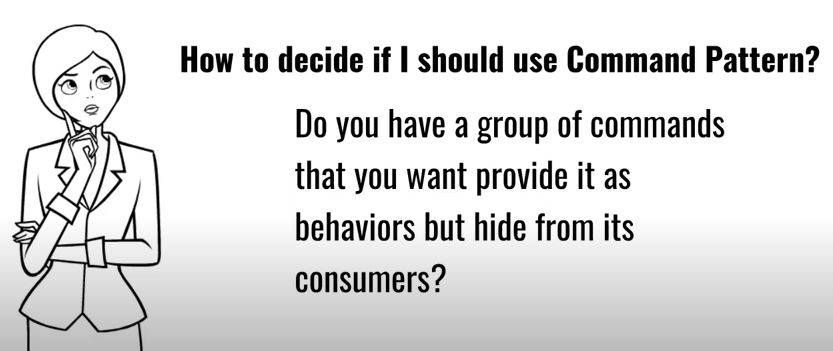 How to decide if I should use Command Pattern?
Do you have a group of commands
that you want provide it as
behaviors but hide from its
consumers?